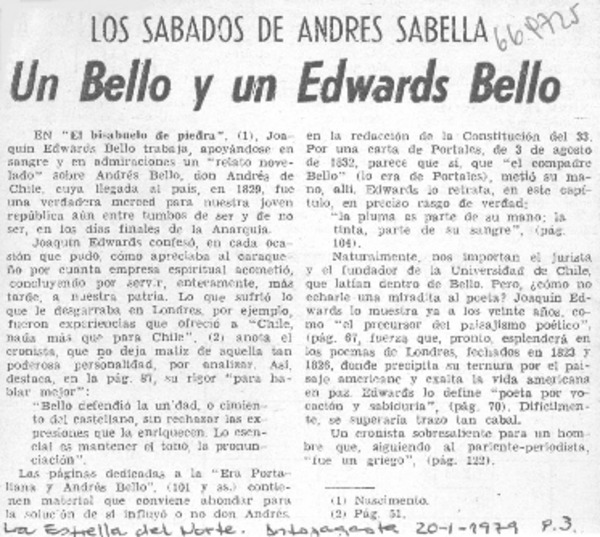 LOS SABADOS DE ANDRES SABELLA
66.P725
Un Bello y un Edwards Bello
EN "El bisabuelo de piedra", (1), Joa-
quín Edwards Bello trabaja, apoyándose en
sangre y en admiraciones un "relato nove-
lado" sobre Andrés Bello, don Andrés de
Chile, cuya llegada al país, en 1829, fue
una verdadera merced para nuestra joven
república aún entre tumbos de ser y de no
ser, en los días finales de la Anarquía.
Joaquín Edwards confesó, en cada oca-
sión que pudo, cómo apreciaba al caraque-
ño por cuanta empresa espiritual acometió,
concluyendo por servir, enteramente, más
tarde, a nuestra patria. Lo que sufrió lo
que le desgarraba en Londres, por ejemplo,
fueron experiencias que ofreció a "Chile,
nada más que para Chile". (2) anota el
cronista, que no deja matiz de aquella tan
poderosa personalidad, por analizar. Así,
destaca, en la pág. 87, su rigor "para ha-
blar mejor":
"Bello defendió la unidad, o cimien-
to del castellano, sin rechazar las ex-
presiones que la enriquecen. Lo esen-
cial es mantener el tono, la pronun-
ciación".
Las páginas dedicadas a la "Era Porta-
liana y Andrés Bello", (101 y ss.) contie-
nen material que conviene ahondar para
la solución de si influyó o no don Andrés,
en la redacción de la Constitución del 33.
Por una carta de Portales, de 3 de agosto
de 1832, parece que sí, que "el compadre
Bello" (lo era de Portales), metió su ma-
no, allí. Edwards lo retrata, en este capí-
tulo, en preciso rasgo de verdad:
"la pluma es parte de su mano; la
tinta, parte de su sangre", (pág.
104).
Naturalmente, nos importan el jurista
y el fundador de la Universidad de Chile,
que latían dentro de Bello. Pero, ¿cómo no
echarle una miradita al poeta? Joaquín Ed-
wards lo muestra ya a los veinte años, co-
mo "el precursor del paisajismo poético",
(pág. 67, fuerza que, pronto, esplenderá en
los poemas de Londres, fechados en 1823 y
1826, donde precipita su ternura por el pai-
saje americano y exalta la vida americana
en paz. Edwards lo define "poeta por vo-
cación y sabiduría", (pág. 70). Difícilmen-
te, se superaría trazo tan cabal.
Un cronista sobresaliente para un hom-
bre que, siguiendo al pariente-periodista,
"fue un griego", (pág. 122).
(1) Nascimento.
(2) Pág. 51.
La Estrella del Norte. Antofagasta 20-1-1979 P.3.